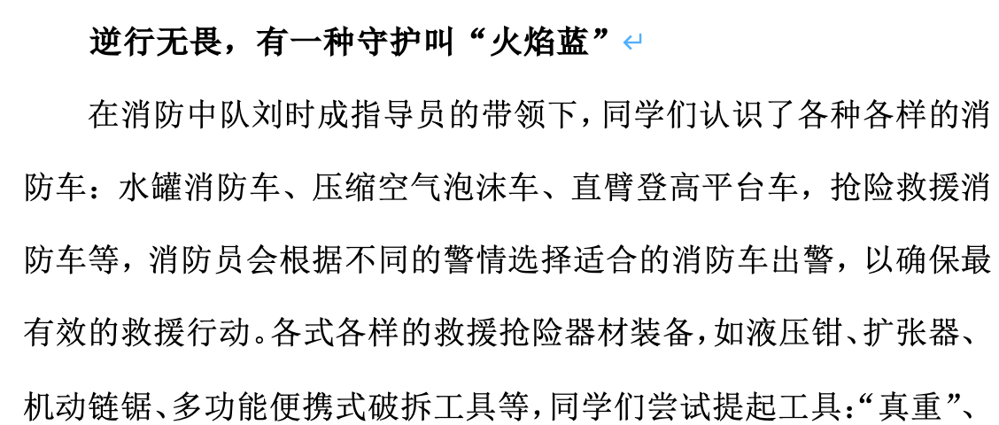 逆行无畏，有一种守护叫“火焰蓝”
在消防中队刘时成指导员的带领下，同学们认识了各种各样的消
防车：水罐消防车、压缩空气泡沫车、直臂登高平台车，抢险救援消
防车等，消防员会根据不同的警情选择适合的消防车出警，以确保最
有效的救援行动。各式各样的救援抢险器材装备，如液压钳、扩张器、
机动链锯、多功能便携式破拆工具等，同学们尝试提起工具：“真重”、